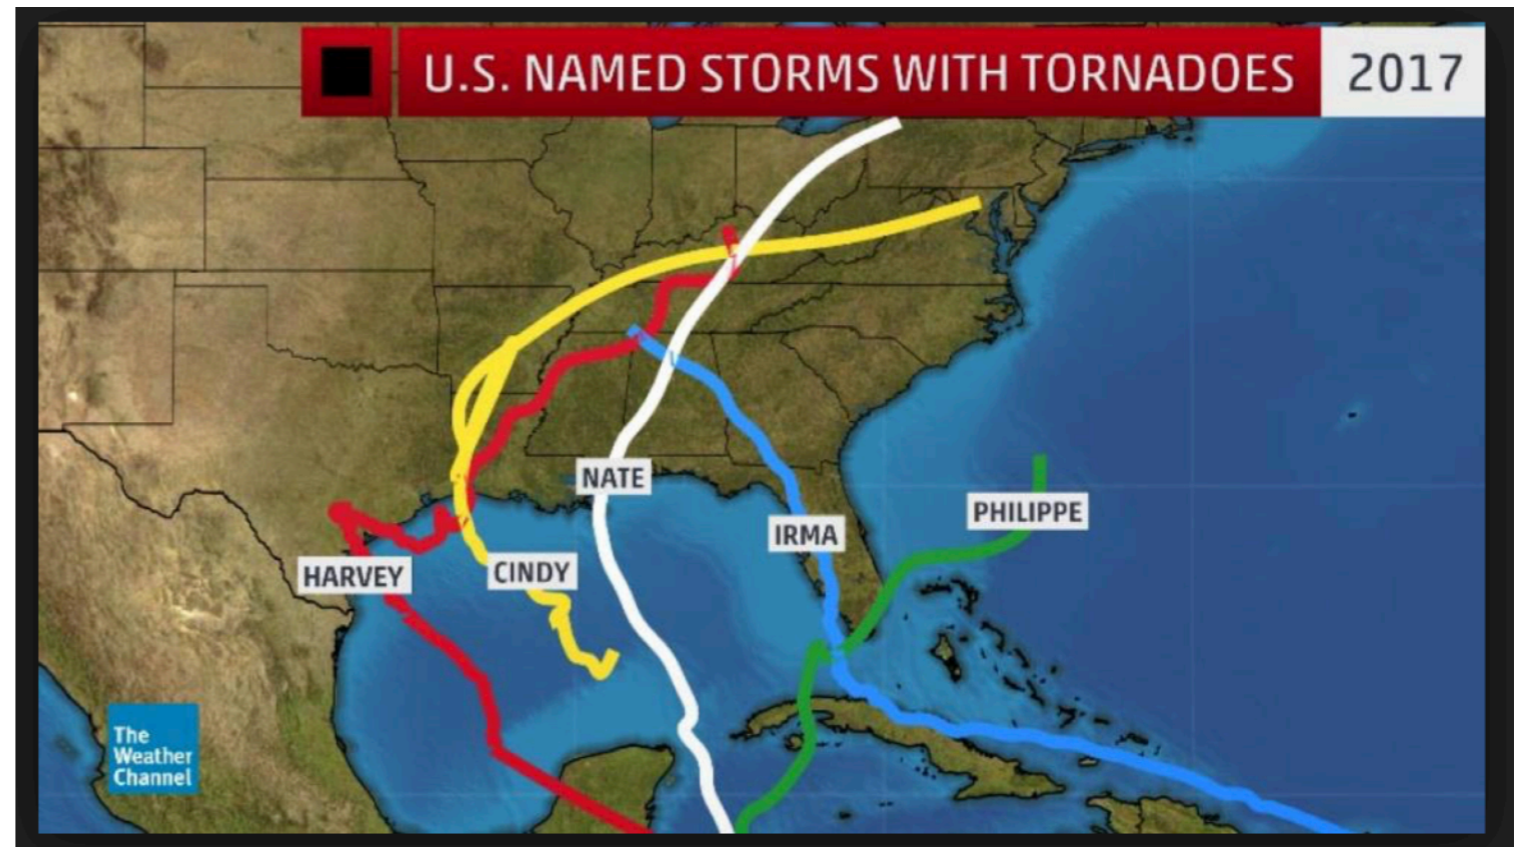 U.S. NAMED STORMS WITH TORNADOES 2017
NATE
PHILIPPE
IRMA
HARVEY
CINDY
The
Weather
Channel